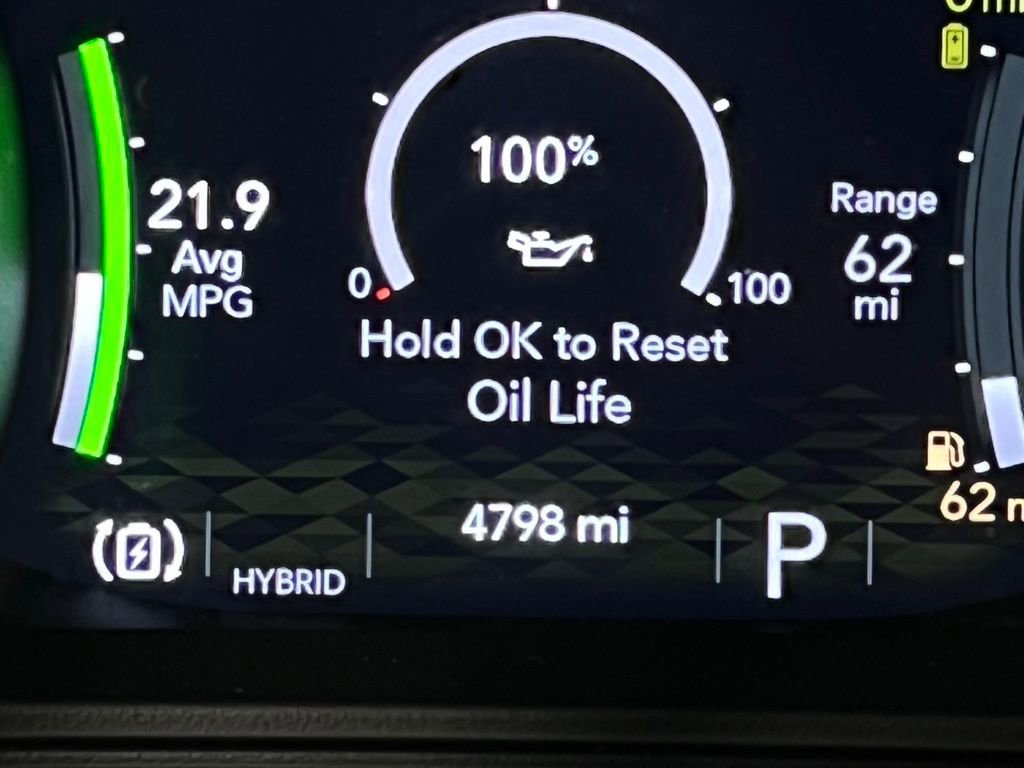 100%
21.9
Avg
MPG
Range
62
mi
0
100
Hold OK to Reset
Oil Life
62
4798 mi
P
HYBRID